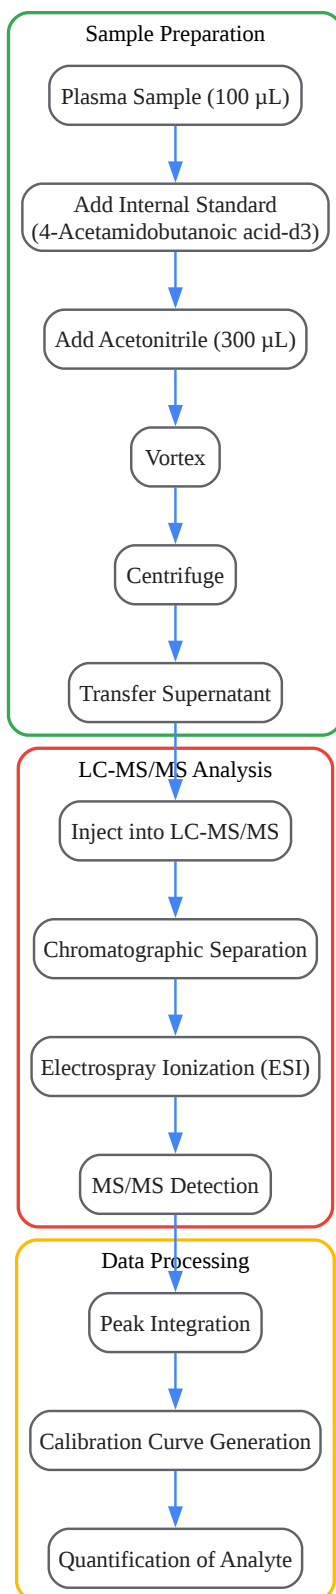 Sample Preparation
Plasma Sample (100 µL)
Add Internal Standard
(4-Acetamidobutanoic acid-d3)
Add Acetonitrile (300 µL)
Vortex
Centrifuge
Transfer Supernatant
LC-MS/MS Analysis
Inject into LC-MS/MS
Chromatographic Separation
Electrospray Ionization (ESI)
MS/MS Detection
Data Processing
Peak Integration
Calibration Curve Generation
Quantification of Analyte